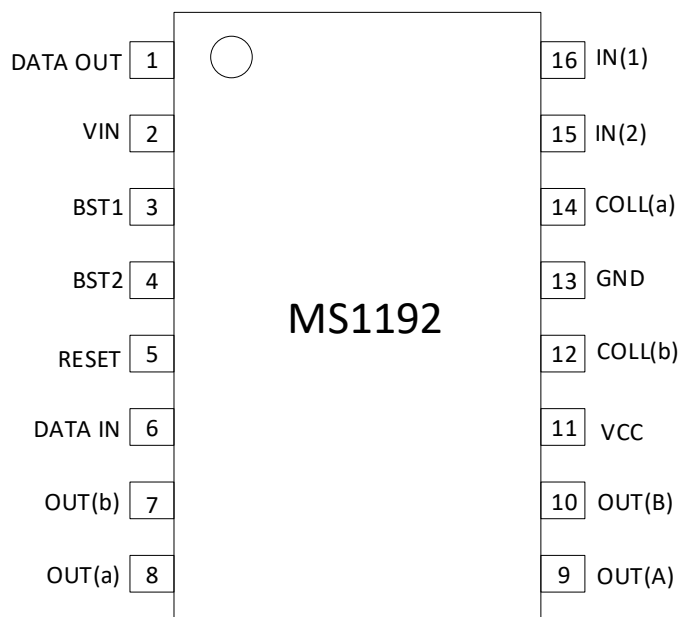 DATA OUT 1 16 IN(1)
VIN 2 15 IN(2)
BST1 3 14 COLL(a)
BST2 4 13 GND
MS1192
RESET 5 12 COLL(b)
DATA IN 6 11 VCC
OUT(b) 7 10 OUT(B)
OUT(a) 8 9 OUT(A)